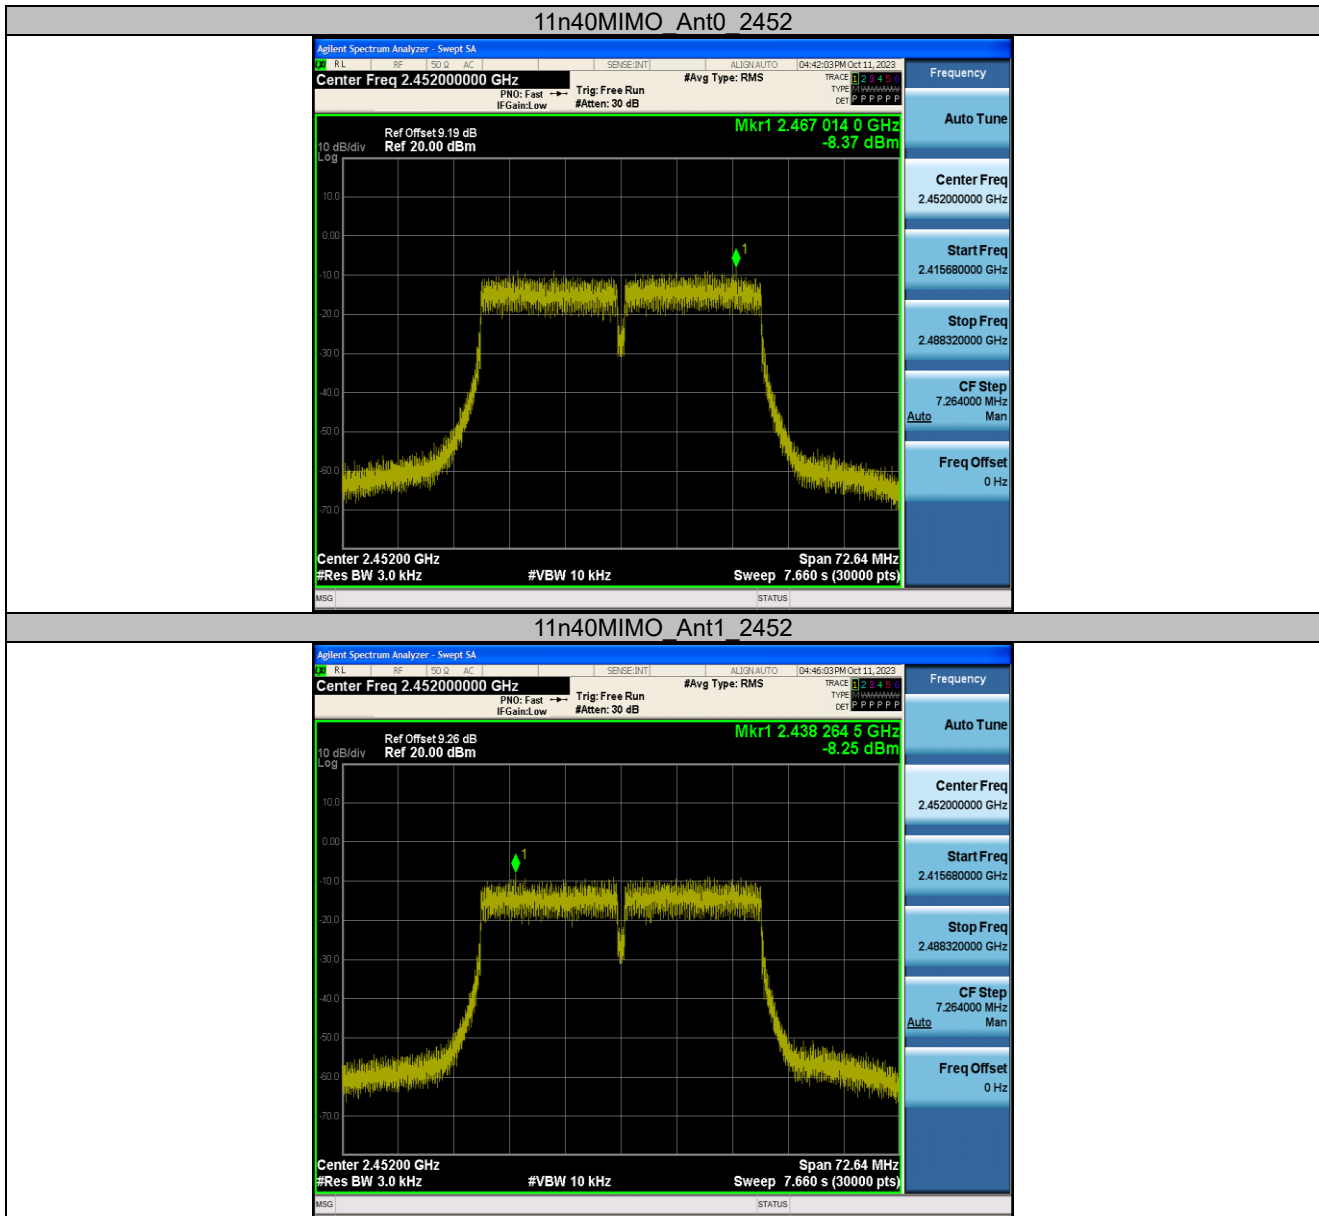 11n40MIMO_Ant0_2452
Agilent Spectrum Analyzer - Swept SA
RL RF 50 Ω AC SENSE:INT ALIGN AUTO 04:42:03 PM Oct 11, 2023
Center Freq 2.452000000 GHz #Avg Type: RMS TRACE 1 2 3 4 5 6
PNO: Fast Trig: Free Run TYPE M WWWWW
IFGain:Low #Atten: 30 dB DET P P P P P P
Mkr1 2.467 014 0 GHz
Ref Offset 9.19 dB
10 dB/div Ref 20.00 dBm -8.37 dBm
Log
10.0
0.00
1
-10.0
-20.0
-30.0
-40.0
-50.0
-60.0
-70.0
Center 2.45200 GHz Span 72.64 MHz
#Res BW 3.0 kHz #VBW 10 kHz Sweep 7.660 s (30000 pts)
MSG STATUS
Frequency
Auto Tune
Center Freq
2.452000000 GHz
Start Freq
2.415680000 GHz
Stop Freq
2.488320000 GHz
CF Step
7.264000 MHz
Auto Man
Freq Offset
0 Hz
11n40MIMO_Ant1_2452
Agilent Spectrum Analyzer - Swept SA
RL RF 50 Ω AC SENSE:INT ALIGN AUTO 04:46:03 PM Oct 11, 2023
Center Freq 2.452000000 GHz #Avg Type: RMS TRACE 1 2 3 4 5 6
PNO: Fast Trig: Free Run TYPE M WWWWW
IFGain:Low #Atten: 30 dB DET P P P P P P
Mkr1 2.438 264 5 GHz
Ref Offset 9.26 dB
10 dB/div Ref 20.00 dBm -8.25 dBm
Log
10.0
0.00
1
-10.0
-20.0
-30.0
-40.0
-50.0
-60.0
-70.0
Center 2.45200 GHz Span 72.64 MHz
#Res BW 3.0 kHz #VBW 10 kHz Sweep 7.660 s (30000 pts)
MSG STATUS
Frequency
Auto Tune
Center Freq
2.452000000 GHz
Start Freq
2.415680000 GHz
Stop Freq
2.488320000 GHz
CF Step
7.264000 MHz
Auto Man
Freq Offset
0 Hz